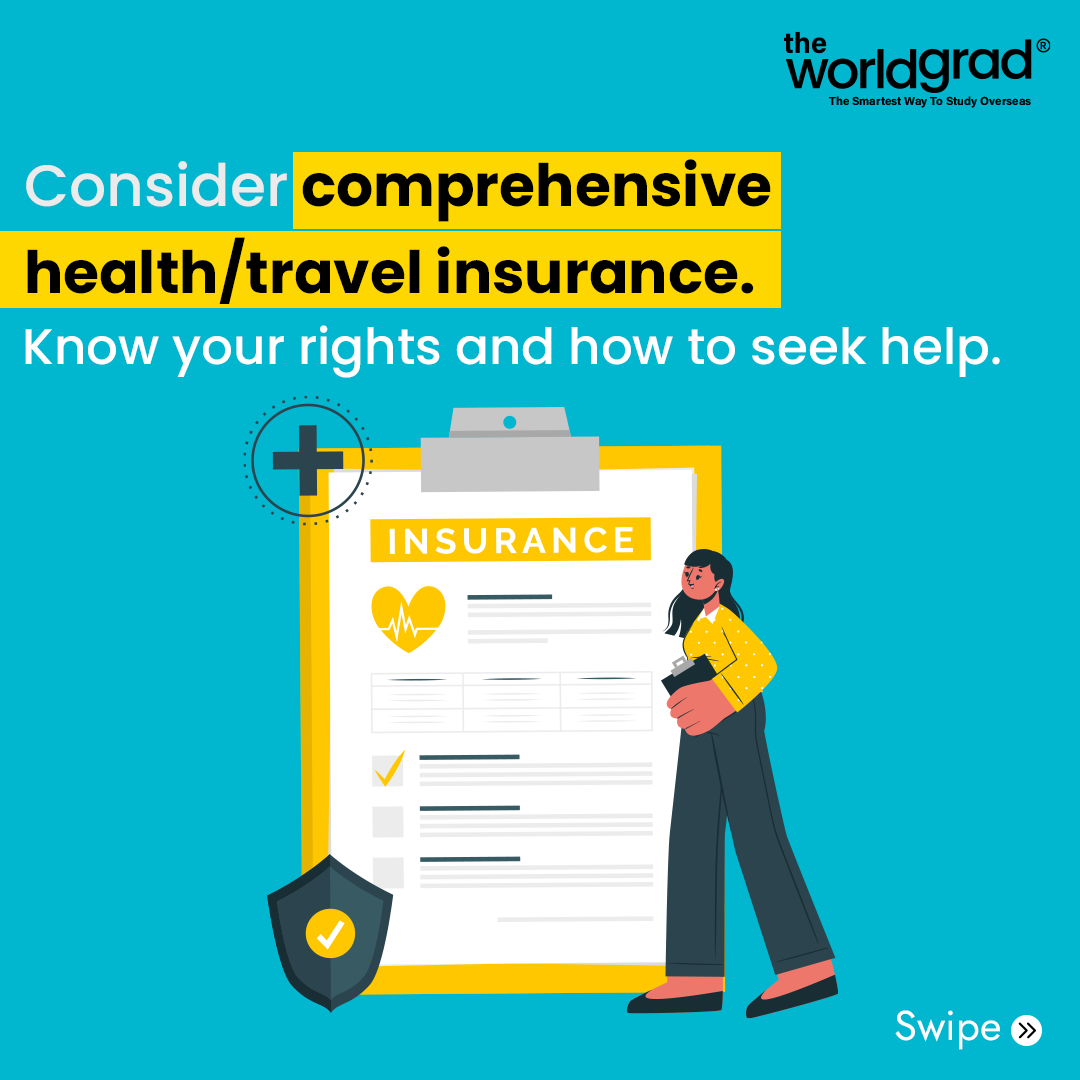 the
worldgrad®
The Smartest Way To Study Overseas
Consider comprehensive
health/travel insurance.
Know your rights and how to seek help.
INSURANCE
Swipe